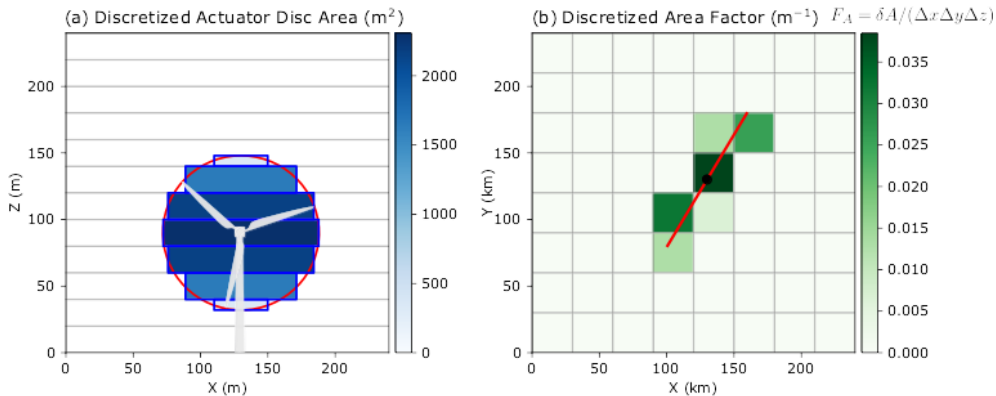 (a) Discretized Actuator Disc Area (m²)
(b) Discretized Area Factor (m⁻¹) F_A = δA/(ΔxΔyΔz)
Z (m)
200
150
100
50
0
0 50 100 150 200
X (m)
2000
1500
1000
500
0
Y (km)
200
150
100
50
0
0 50 100 150 200
X (km)
0.035
0.030
0.025
0.020
0.015
0.010
0.005
0.000